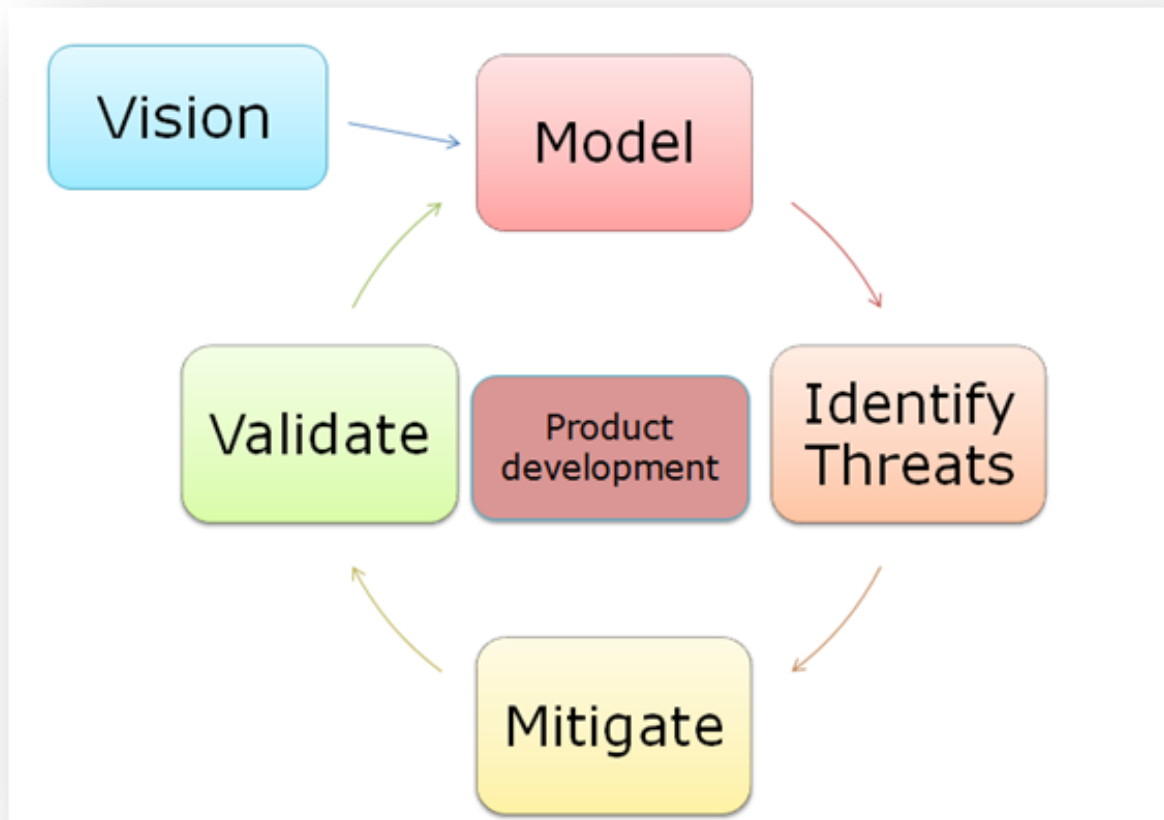 Vision
Model
Validate
Product
development
Identify
Threats
Mitigate